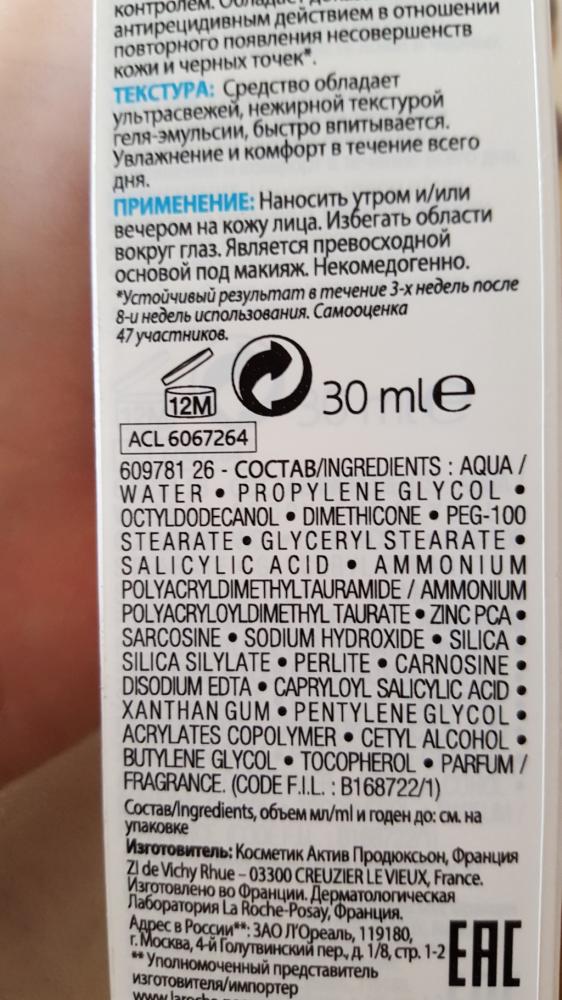 контролем.
антирецидивным действием в отношении
повторного появления несовершенств
кожи и черных точек*.
ТЕКСТУРА: Средство обладает
ультрасвежей, нежирной текстурой
геля-эмульсии, быстро впитывается.
Увлажнение и комфорт в течение всего
дня.
ПРИМЕНЕНИЕ: Наносить утром и/или
вечером на кожу лица. Избегать области
вокруг глаз. Является превосходной
основой под макияж. Некомедогенно.
*Устойчивый результат в течение 3-х недель после
8-и недель использования. Самооценка
47 участников.
12M
30 ml e
ACL 6067264
609781 26 - СОСТАВ/INGREDIENTS : AQUA /
WATER • PROPYLENE GLYCOL •
OCTYLDODECANOL • DIMETHICONE • PEG-100
STEARATE • GLYCERYL STEARATE •
SALICYLIC ACID • AMMONIUM
POLYACRYLDIMETHYLTAURAMIDE / AMMONIUM
POLYACRYLOYLDIMETHYL TAURATE • ZINC PCA •
SARCOSINE • SODIUM HYDROXIDE • SILICA •
SILICA SILYLATE • PERLITE • CARNOSINE •
DISODIUM EDTA • CAPRYLOYL SALICYLIC ACID •
XANTHAN GUM • PENTYLENE GLYCOL •
ACRYLATES COPOLYMER • CETYL ALCOHOL •
BUTYLENE GLYCOL • TOCOPHEROL • PARFUM /
FRAGRANCE. (CODE F.I.L. : B168722/1)
Состав/Ingredients, объем мл/ml и годен до: см. на
упаковке
Изготовитель: Косметик Актив Продюксьон, Франция
ZI de Vichy Rhue – 03300 CREUZIER LE VIEUX, France.
Изготовлено во Франции. Дерматологическая
Лаборатория La Roche-Posay, Франция.
Адрес в России**: ЗАО Л'Ореаль, 119180,
г. Москва, 4-й Голутвинский пер., д. 1/8, стр. 1-2
** Уполномоченный представитель
изготовителя/импортер
EAC